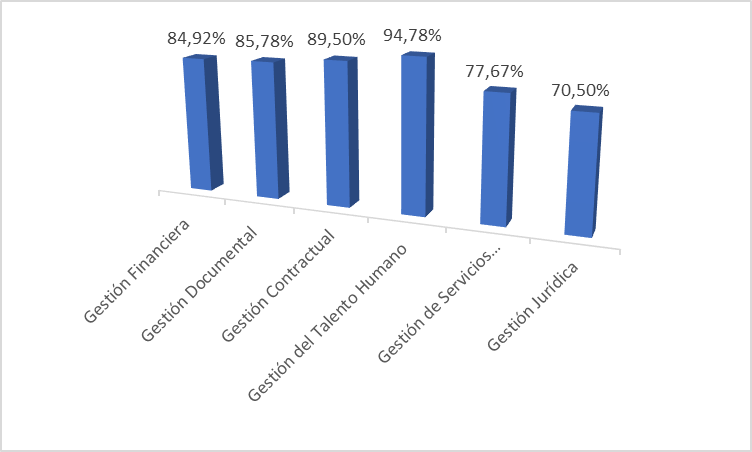 84,92%
85,78%
89,50%
94,78%
77,67%
70,50%
Gestión Financiera
Gestión Documental
Gestión Contractual
Gestión del Talento Humano
Gestión de Servicios...
Gestión Jurídica